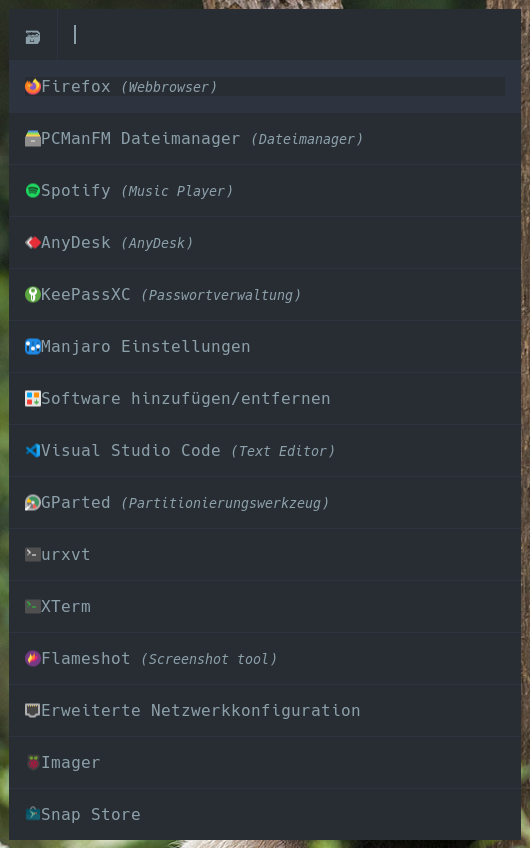 Firefox (Webbrowser)
PCManFM Dateimanager (Dateimanager)
Spotify (Music Player)
AnyDesk (AnyDesk)
KeePassXC (Passwortverwaltung)
Manjaro Einstellungen
Software hinzufügen/entfernen
Visual Studio Code (Text Editor)
GParted (Partitionierungswerkzeug)
urxvt
XTerm
Flameshot (Screenshot tool)
Erweiterte Netzwerkkonfiguration
Imager
Snap Store